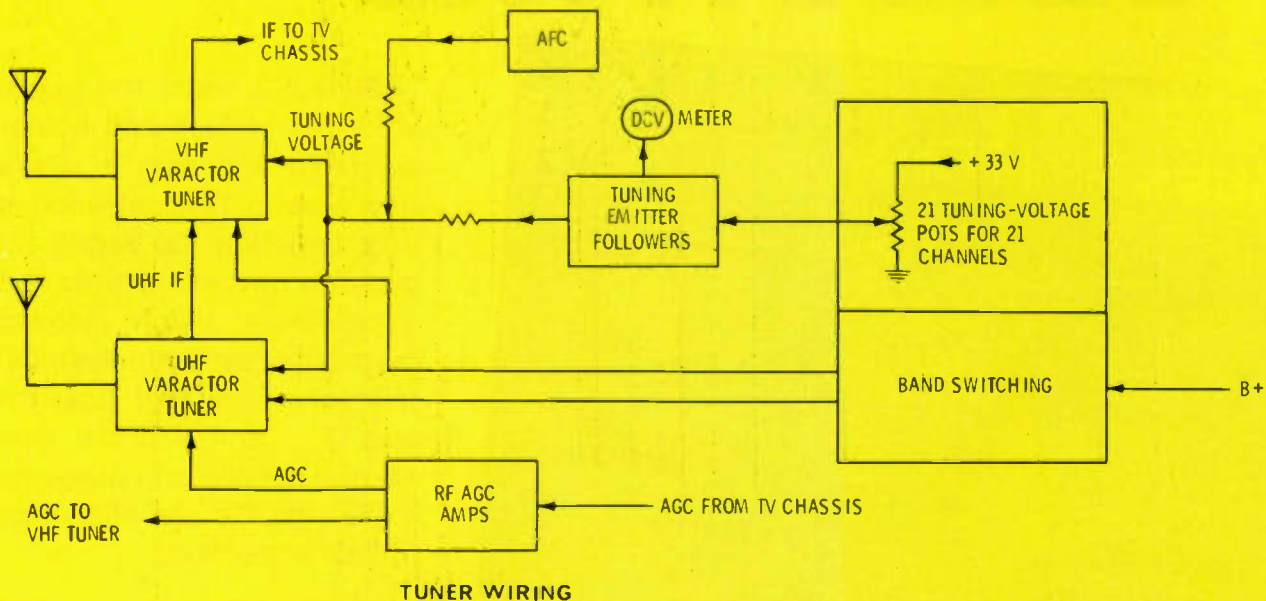 IF TO TV
CHASSIS
AFC
TUNING
VOLTAGE
DCV
METER
VHF
VARACTOR
TUNER
+ 33 V
TUNING
EMITTER
FOLLOWERS
21 TUNING-VOLTAGE
POTS FOR 21
CHANNELS
UHF IF
UHF
VARACTOR
TUNER
BAND SWITCHING
B+
AGC
RF AGC
AMPS
AGC FROM TV CHASSIS
AGC TO
VHF TUNER
TUNER WIRING